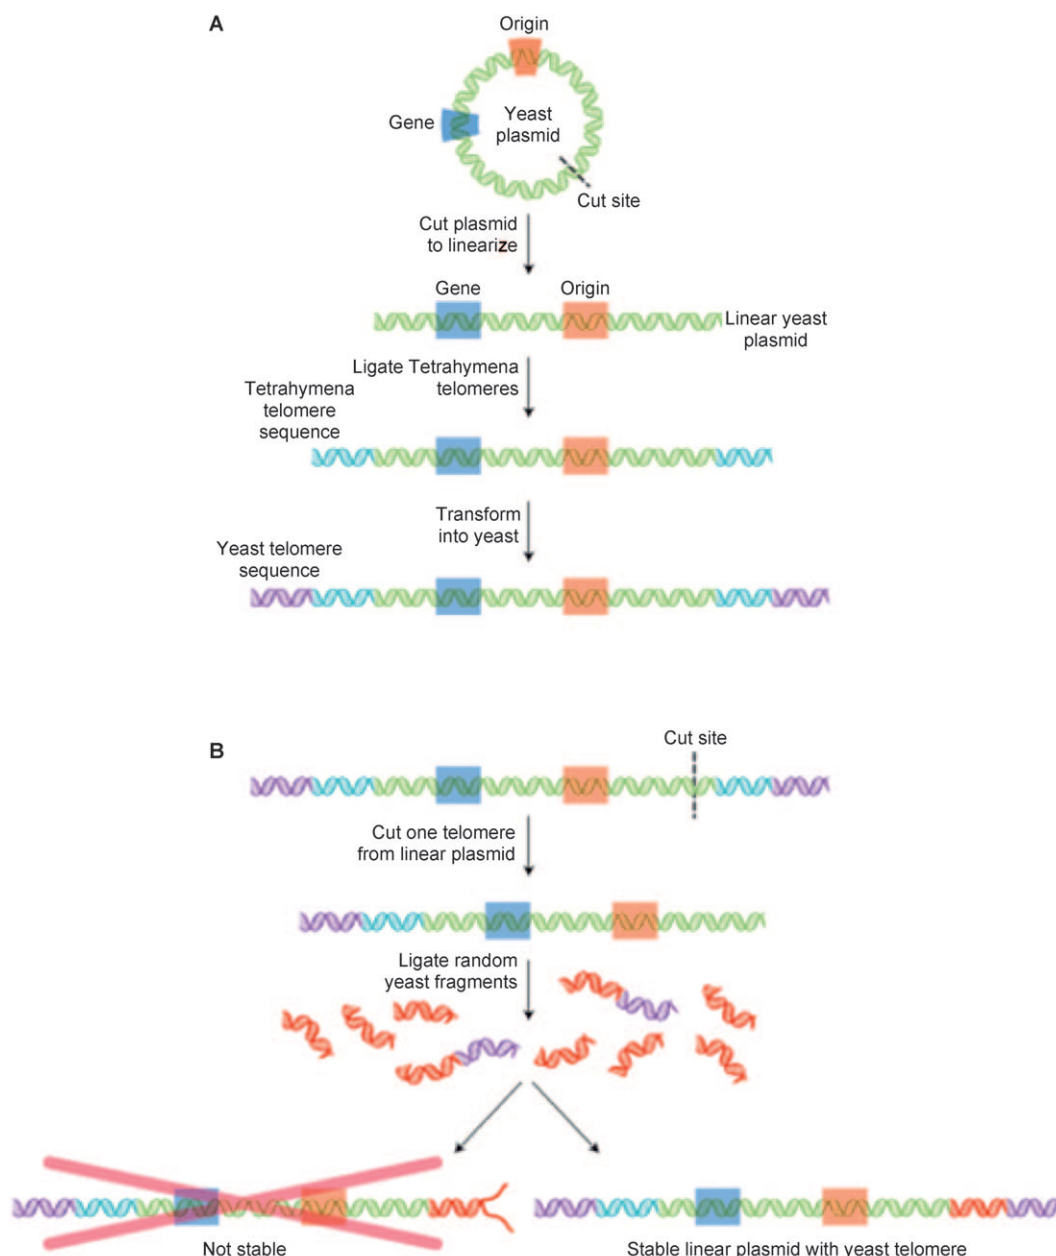 A
Origin
Gene
Yeast
plasmid
Cut site
Cut plasmid
to linearize
Gene
Origin
Linear yeast
plasmid
Ligate Tetrahymena
telomeres
Tetrahymena
telomere
sequence
Transform
into yeast
Yeast telomere
sequence
B
Cut site
Cut one telomere
from linear plasmid
Ligate random
yeast fragments
Not stable
Stable linear plasmid with yeast telomere